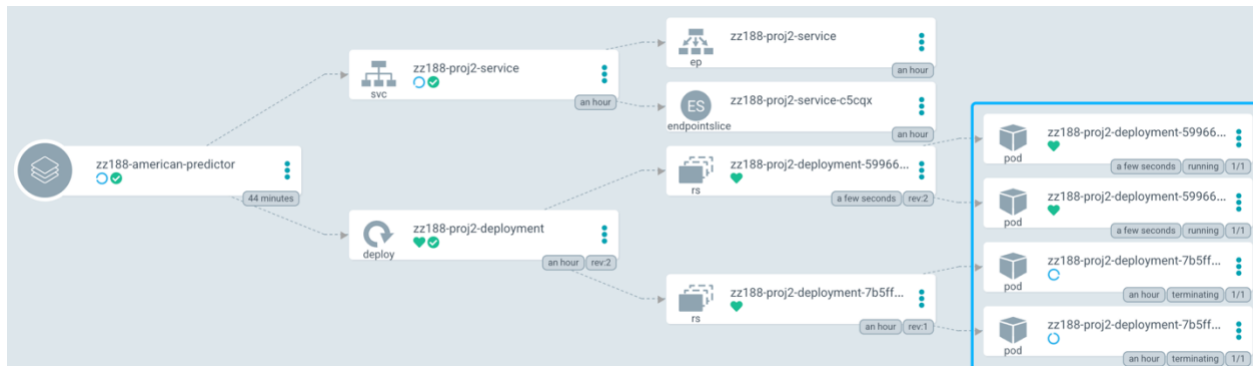 zz188-american-predictor
44 minutes
zz188-proj2-service
svc
an hour
zz188-proj2-deployment
deploy
an hour rev:2
zz188-proj2-service
ep
an hour
ES
zz188-proj2-service-c5cqx
endpointslice
an hour
zz188-proj2-deployment-59966...
rs
a few seconds rev:2
zz188-proj2-deployment-7b5ff...
rs
an hour rev:1
zz188-proj2-deployment-59966...
pod
a few seconds running 1/1
zz188-proj2-deployment-59966...
pod
a few seconds running 1/1
zz188-proj2-deployment-7b5ff...
pod
an hour terminating 1/1
zz188-proj2-deployment-7b5ff...
pod
an hour terminating 1/1